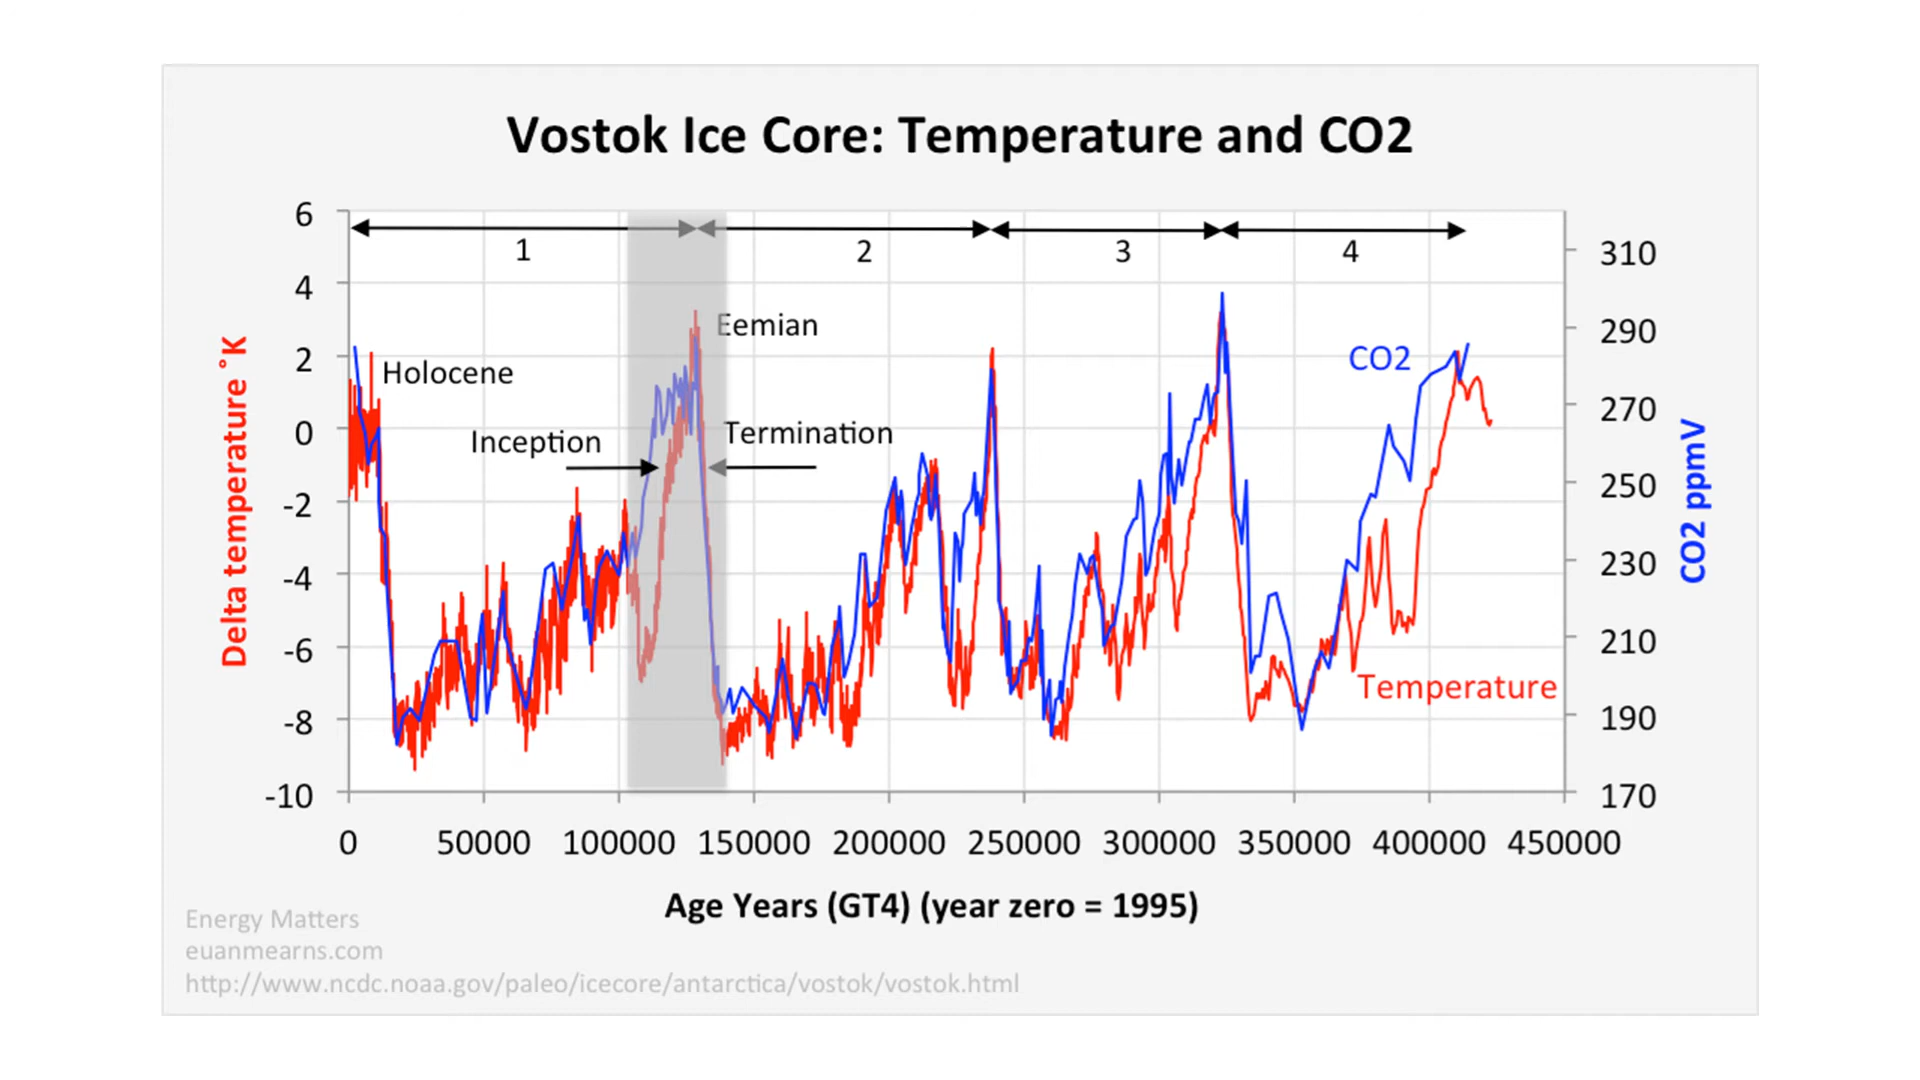 Vostok Ice Core: Temperature and CO2
6
4
2
0
-2
-4
-6
-8
-10
Delta temperature °K
1
2
3
4
Holocene
Eemian
Inception
Termination
CO2
Temperature
310
290
270
250
230
210
190
170
CO2 ppmV
0 50000 100000 150000 200000 250000 300000 350000 400000 450000
Age Years (GT4) (year zero = 1995)
Energy Matters
euanmearns.com
http://www.ncdc.noaa.gov/paleo/icecore/antarctica/vostok/vostok.html